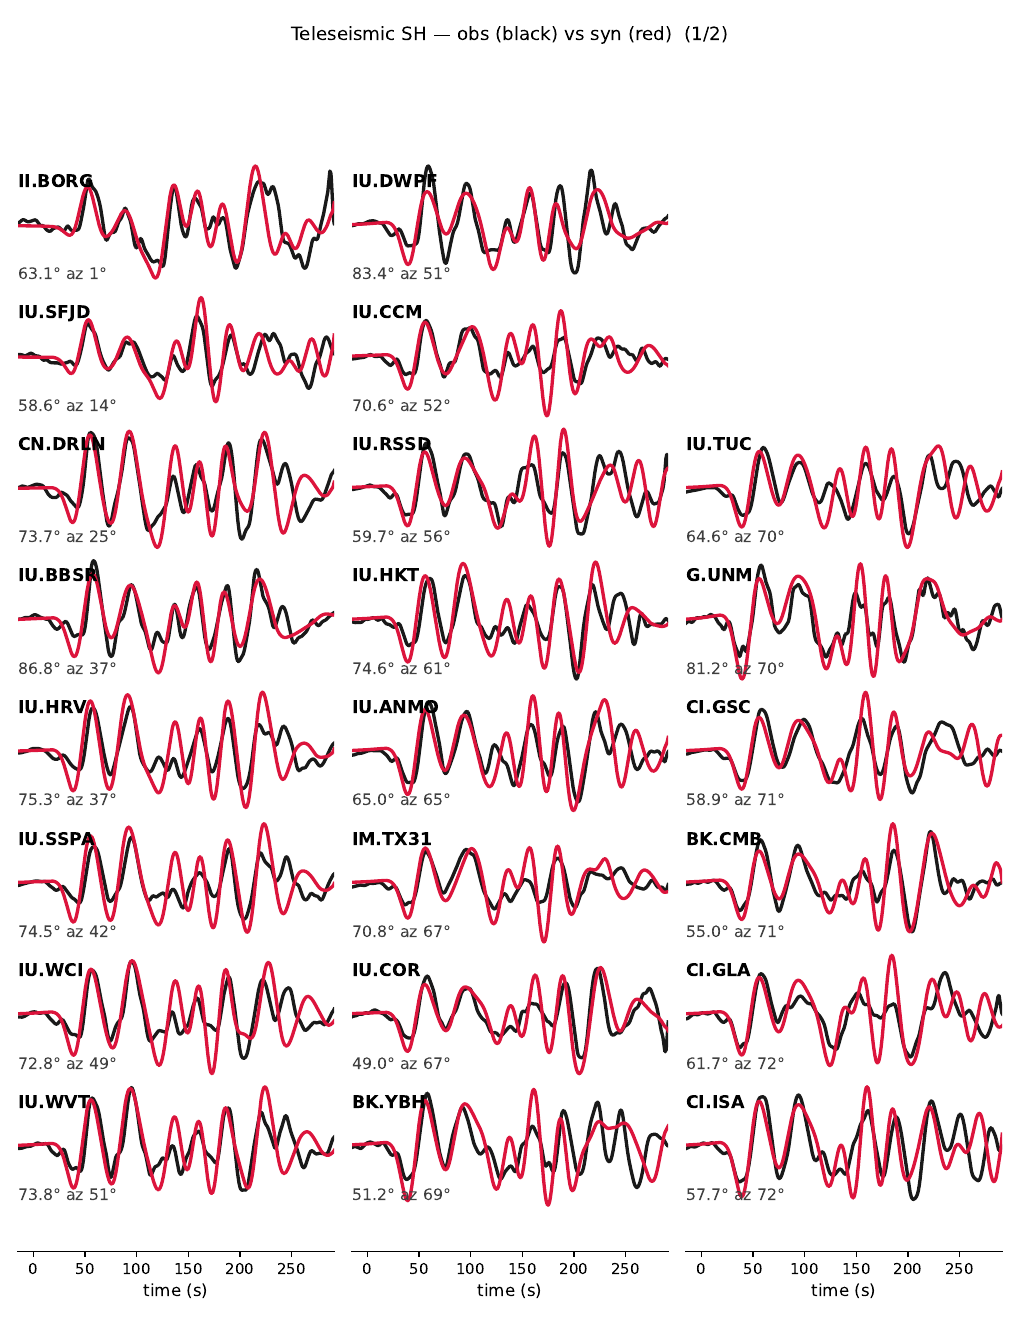 Teleseismic SH — obs (black) vs syn (red)  (1/2)
II.BORG
63.1° az 1°
IU.SFJD
58.6° az 14°
CN.DRLN
73.7° az 25°
IU.BBSR
86.8° az 37°
IU.HRV
75.3° az 37°
IU.SSPA
74.5° az 42°
IU.WCI
72.8° az 49°
IU.WVT
73.8° az 51°
0 50 100 150 200 250
time (s)
IU.DWPF
83.4° az 51°
IU.CCM
70.6° az 52°
IU.RSSD
59.7° az 56°
IU.HKT
74.6° az 61°
IU.ANMO
65.0° az 65°
IM.TX31
70.8° az 67°
IU.COR
49.0° az 67°
BK.YBH
51.2° az 69°
0 50 100 150 200 250
time (s)
IU.TUC
64.6° az 70°
G.UNM
81.2° az 70°
CI.GSC
58.9° az 71°
BK.CMB
55.0° az 71°
CI.GLA
61.7° az 72°
CI.ISA
57.7° az 72°
0 50 100 150 200 250
time (s)